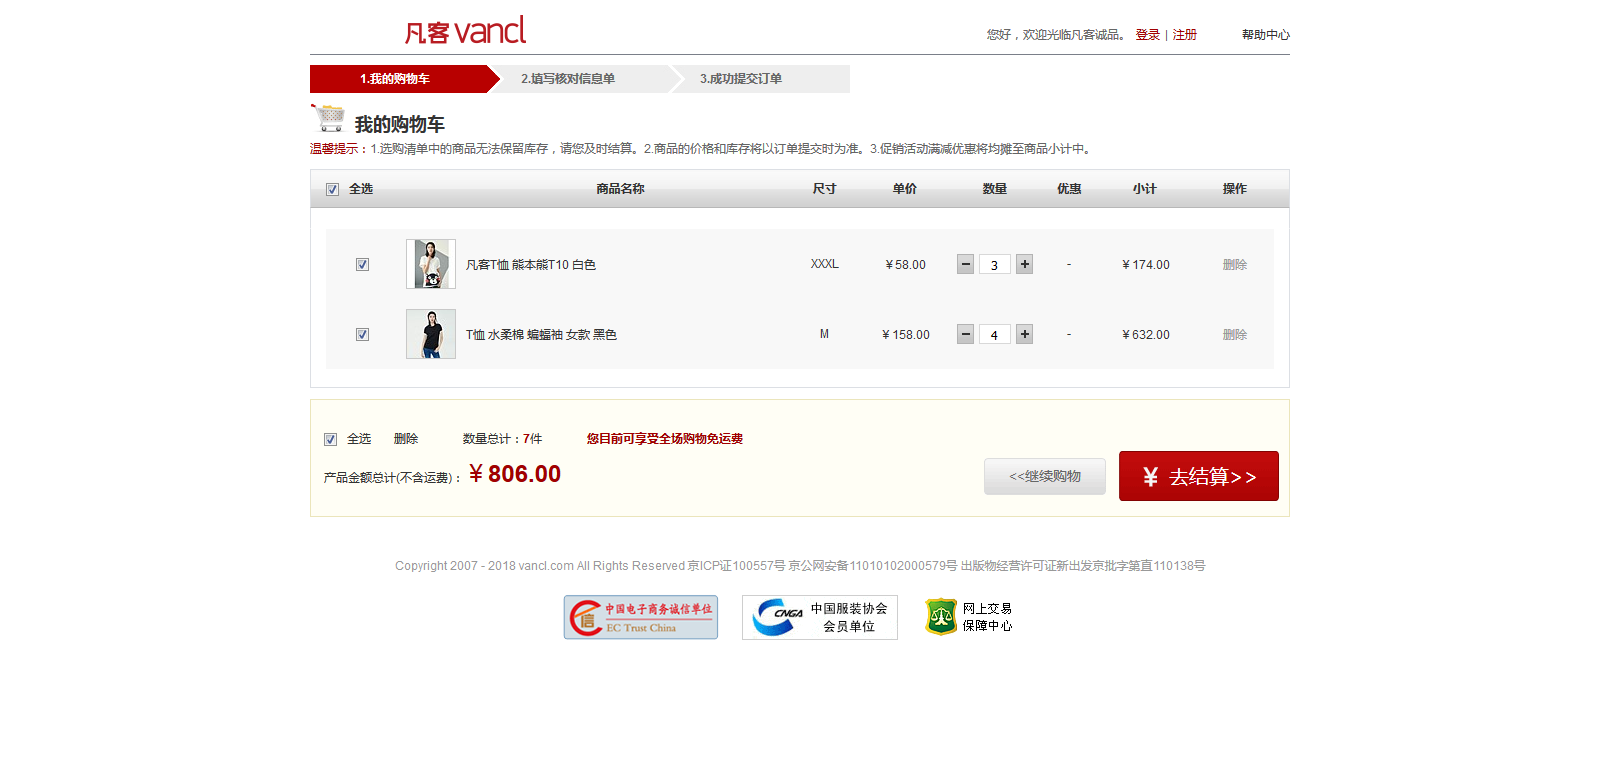 凡客 vancl
您好，欢迎光临凡客诚品。 登录 | 注册 帮助中心
1.我的购物车 2.填写核对信息单 3.成功提交订单
我的购物车
温馨提示：1.选购清单中的商品无法保留库存，请您及时结算。2.商品的价格和库存将以订单提交时为准。3.促销活动满减优惠将均摊至商品小计中。
全选 商品名称 尺寸 单价 数量 优惠 小计 操作
凡客T恤 熊本熊T10 白色 XXXL ￥58.00 - 3 + - ￥174.00 删除
T恤 水柔棉 蝙蝠袖 女款 黑色 M ￥158.00 - 4 + - ￥632.00 删除
全选 删除 数量总计：7件 您目前可享受全场购物免运费
产品金额总计(不含运费)：￥806.00
<<继续购物 ¥ 去结算>>
Copyright 2007 - 2018 vancl.com All Rights Reserved 京ICP证100557号 京公网安备11010102000579号 出版物经营许可证新出发京批字第直110138号
中国电子商务诚信单位
信 EC Trust China
CNGA 中国服装协会
会员单位
网上交易
保障中心